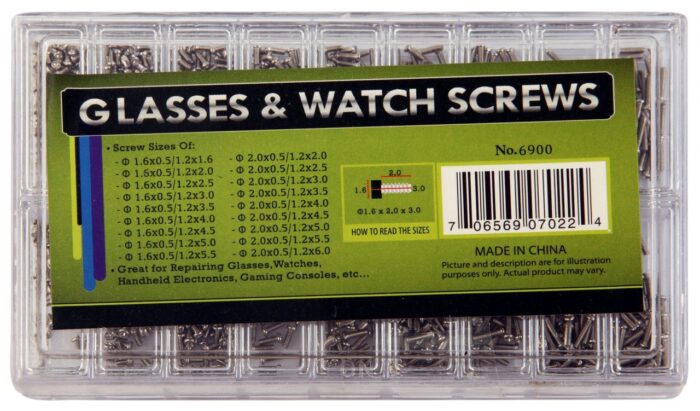 GLASSES & WATCH SCREWS
• Screw Sizes Of:
- Φ 1.6x0.5/1.2x1.6
- Φ 1.6x0.5/1.2x2.0
- Φ 1.6x0.5/1.2x2.5
- Φ 1.6x0.5/1.2x3.0
- Φ 1.6x0.5/1.2x3.5
- Φ 1.6x0.5/1.2x4.0
- Φ 1.6x0.5/1.2x4.5
- Φ 1.6x0.5/1.2x5.0
- Φ 1.6x0.5/1.2x5.5
- Φ 2.0x0.5/1.2x2.0
- Φ 2.0x0.5/1.2x2.5
- Φ 2.0x0.5/1.2x3.0
- Φ 2.0x0.5/1.2x3.5
- Φ 2.0x0.5/1.2x4.0
- Φ 2.0x0.5/1.2x4.5
- Φ 2.0x0.5/1.2x5.0
- Φ 2.0x0.5/1.2x5.5
- Φ 2.0x0.5/1.2x6.0
• Great for Repairing Glasses,Watches,
Handheld Electronics, Gaming Consoles, etc...
2.0
1.6
3.0
Φ1.6 x 2.0 x 3.0
HOW TO READ THE SIZES
No.6900
7 06569 07022 4
MADE IN CHINA
Picture and description are for illustration
purposes only. Actual product may vary.